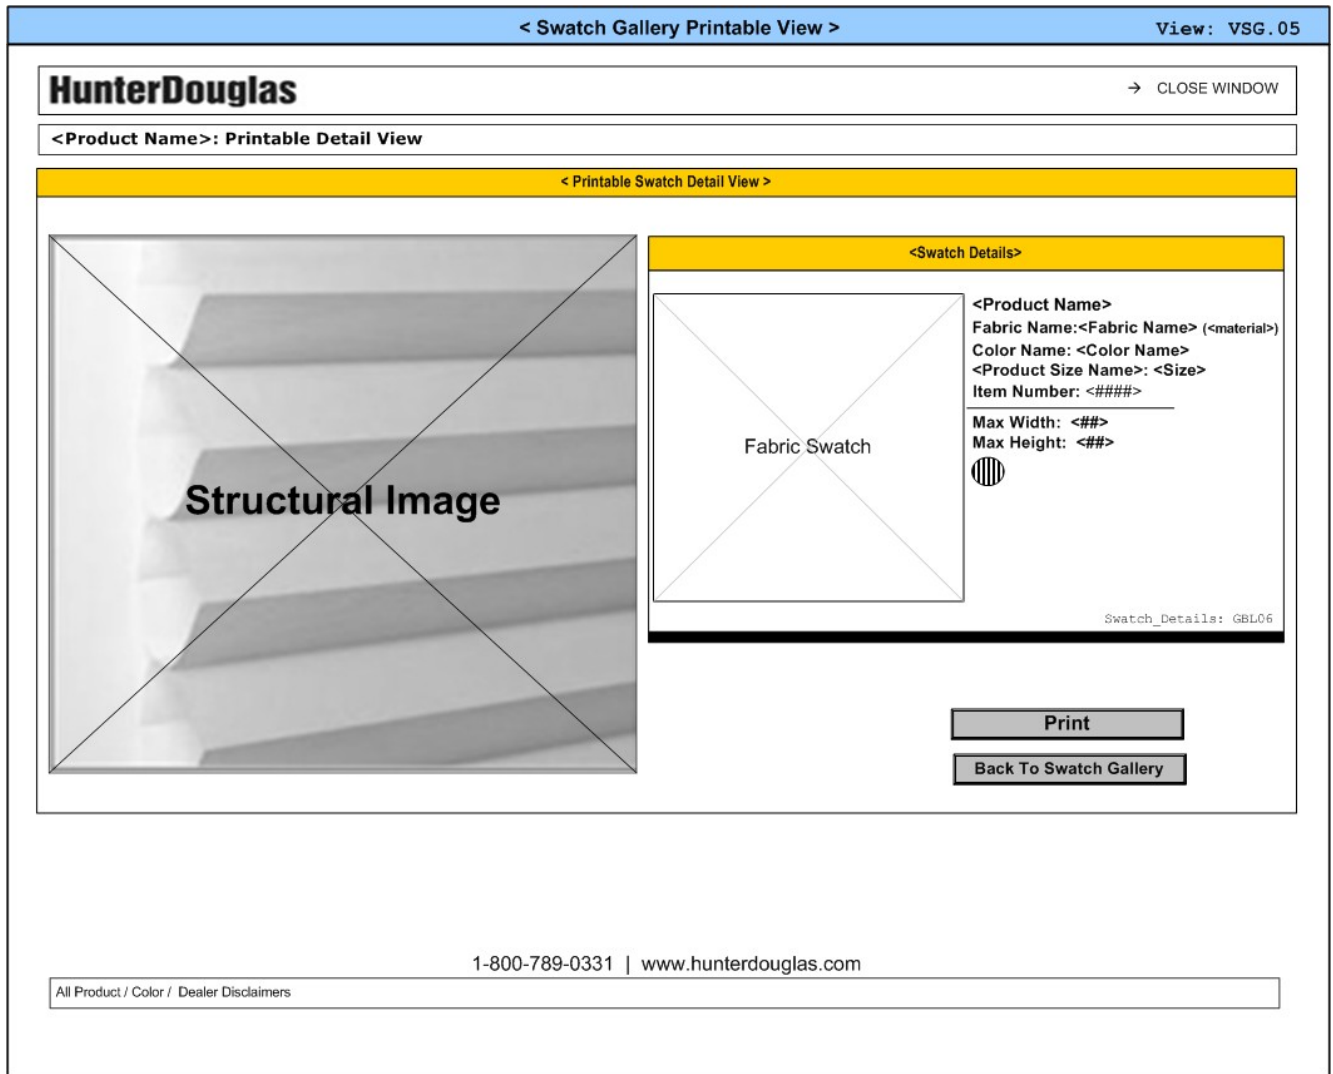 < Swatch Gallery Printable View >
View: VSG.05
HunterDouglas
→ CLOSE WINDOW
<Product Name>: Printable Detail View
< Printable Swatch Detail View >
Structural Image
<Swatch Details>
Fabric Swatch
<Product Name>
Fabric Name:<Fabric Name> (<material>)
Color Name: <Color Name>
<Product Size Name>: <Size>
Item Number: <####>
Max Width: <##>
Max Height: <##>
Swatch_Details: GBL06
Print
Back To Swatch Gallery
1-800-789-0331 | www.hunterdouglas.com
All Product / Color / Dealer Disclaimers